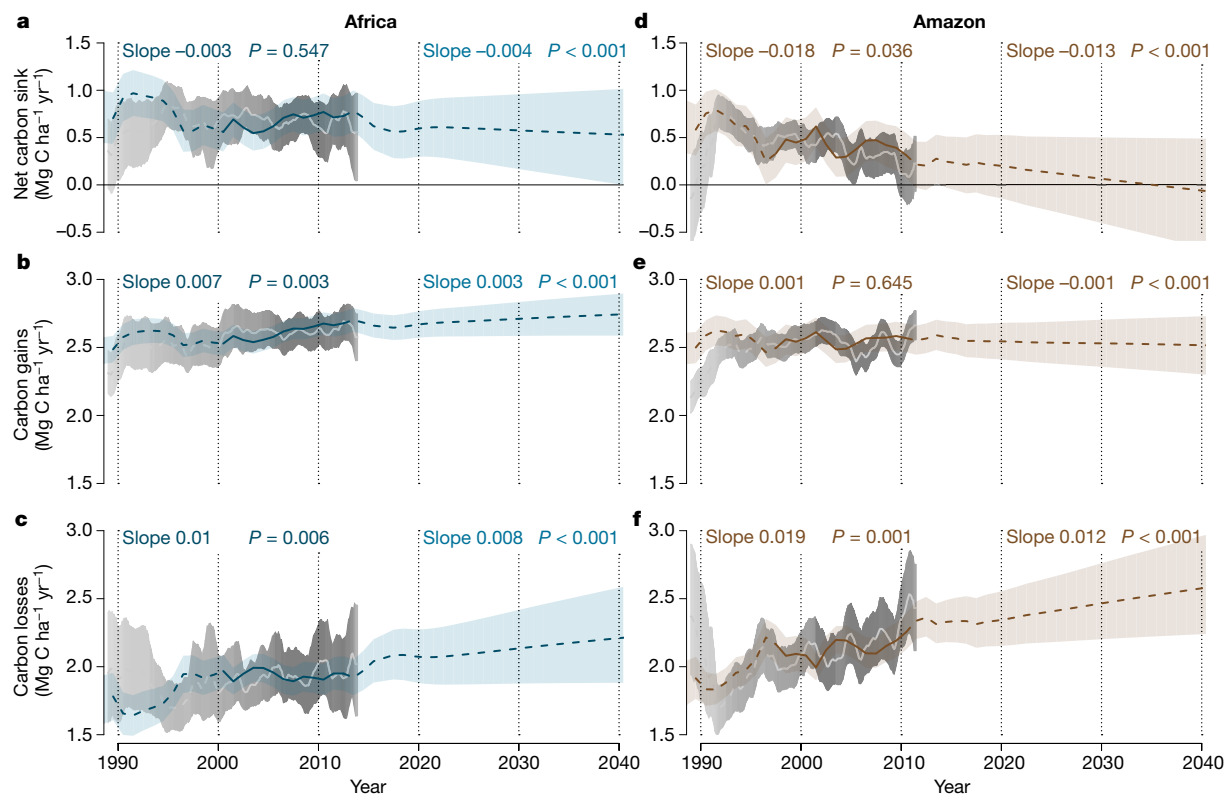 a Africa
Slope –0.003 P = 0.547 Slope –0.004 P < 0.001
Net carbon sink
(Mg C ha–1 yr–1)
1.5
1.0
0.5
0.0
–0.5
d Amazon
Slope –0.018 P = 0.036 Slope –0.013 P < 0.001
1.5
1.0
0.5
0.0
–0.5
b
Slope 0.007 P = 0.003 Slope 0.003 P < 0.001
Carbon gains
(Mg C ha–1 yr–1)
3.0
2.5
2.0
1.5
e
Slope 0.001 P = 0.645 Slope –0.001 P < 0.001
3.0
2.5
2.0
1.5
c
Slope 0.01 P = 0.006 Slope 0.008 P < 0.001
Carbon losses
(Mg C ha–1 yr–1)
3.0
2.5
2.0
1.5
1990 2000 2010 2020 2030 2040
Year
f
Slope 0.019 P = 0.001 Slope 0.012 P < 0.001
3.0
2.5
2.0
1.5
1990 2000 2010 2020 2030 2040
Year